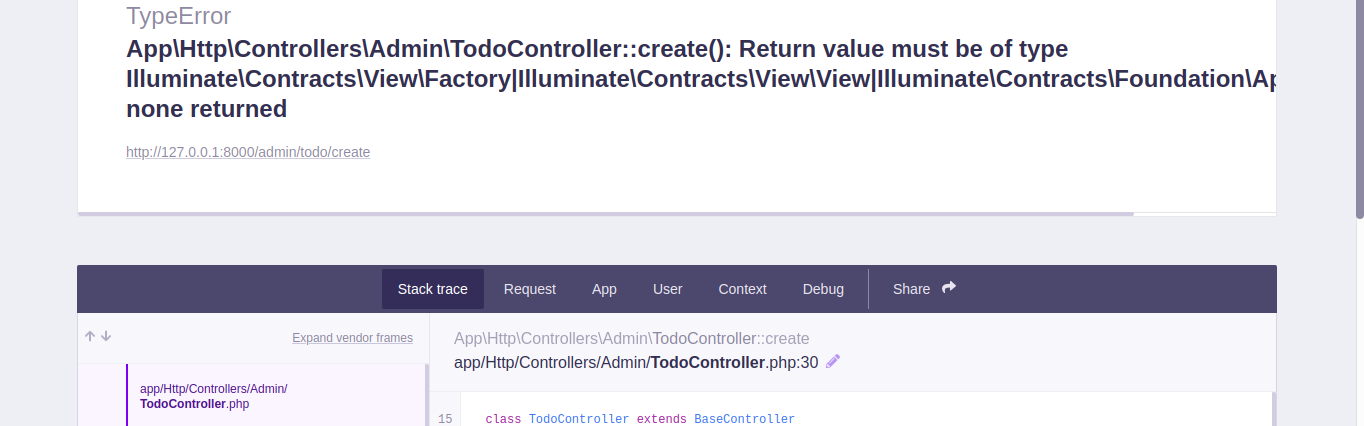 TypeError
App\Http\Controllers\Admin\TodoController::create(): Return value must be of type
Illuminate\Contracts\View\Factory|Illuminate\Contracts\View\View|Illuminate\Contracts\Foundation\Ap
none returned
http://127.0.0.1:8000/admin/todo/create
Stack trace Request App User Context Debug Share
Expand vendor frames
App\Http\Controllers\Admin\TodoController::create
app/Http/Controllers/Admin/TodoController.php:30
app/Http/Controllers/Admin/
TodoController.php
15 class TodoController extends BaseController